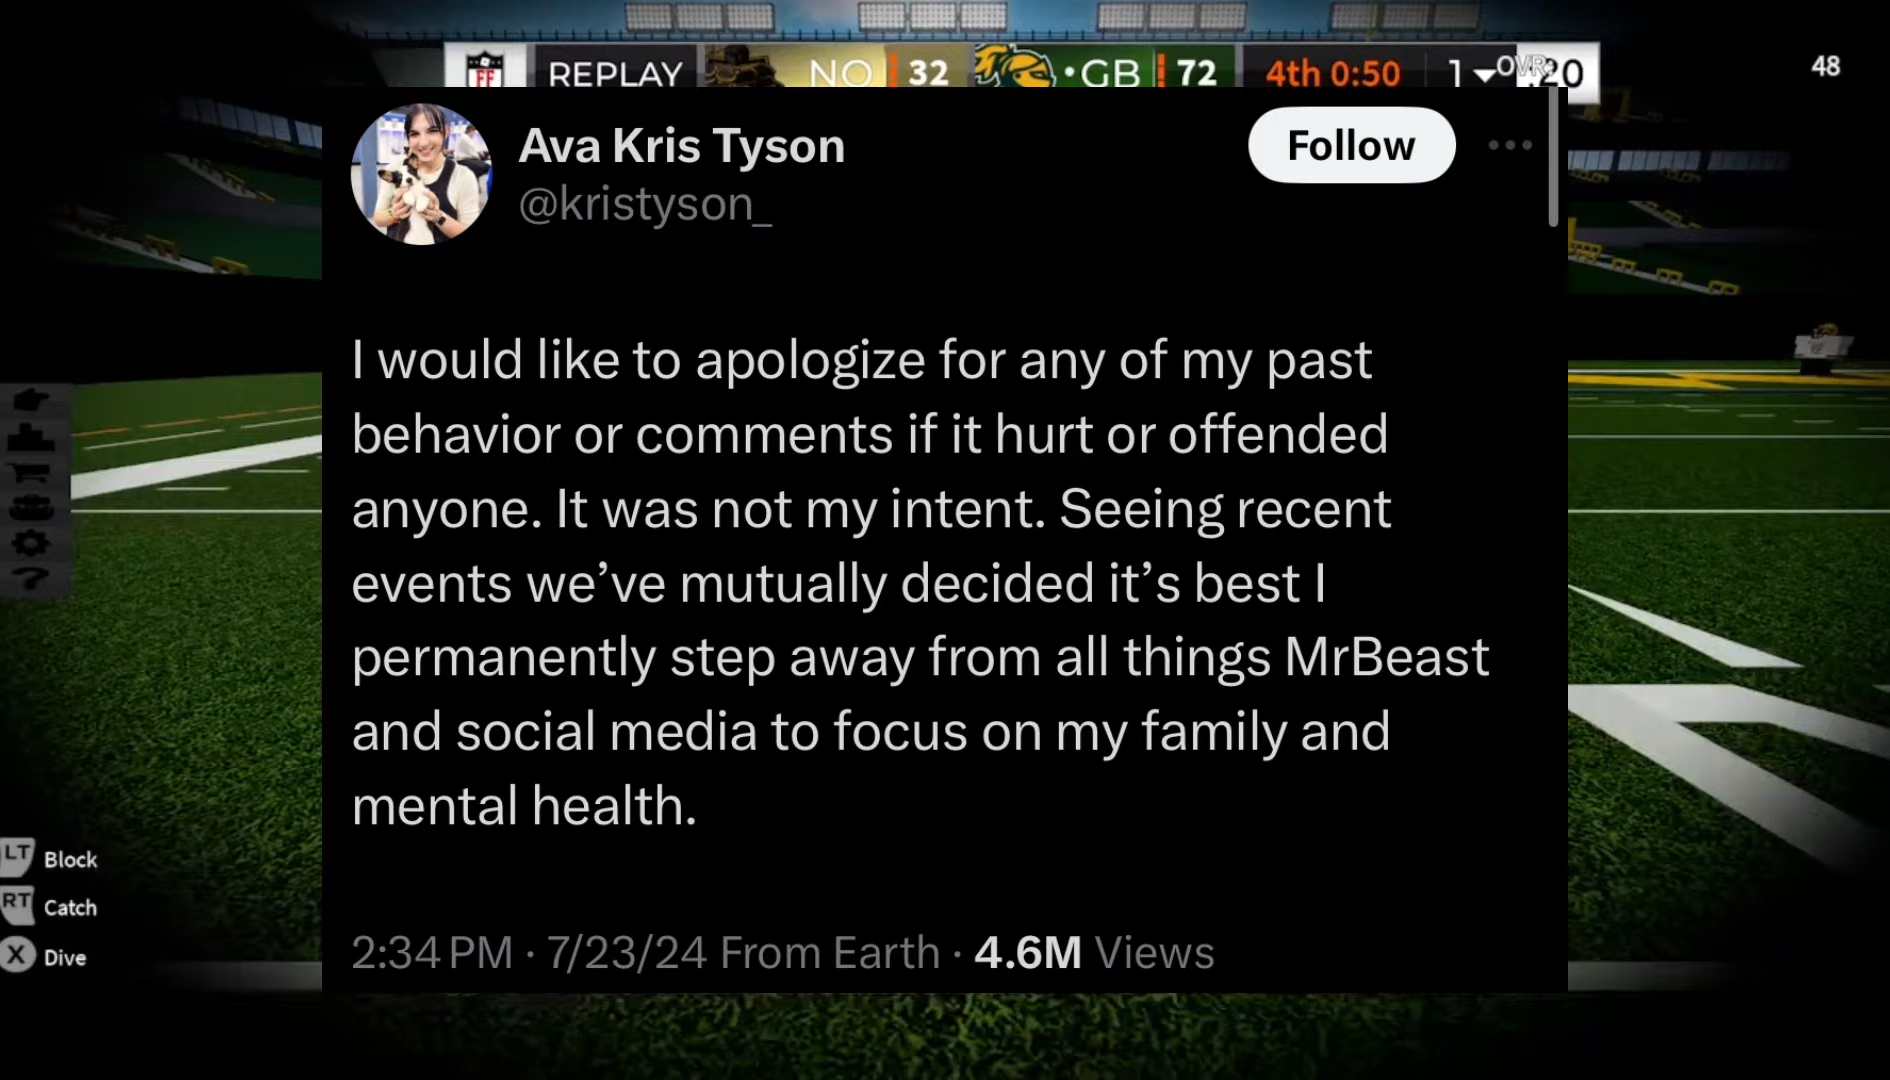 FF REPLAY NO 32 • GB 72 4th 0:50 1 20
OVR:
48
Ava Kris Tyson
@kristyson_
Follow
I would like to apologize for any of my past
behavior or comments if it hurt or offended
anyone. It was not my intent. Seeing recent
events we’ve mutually decided it’s best I
permanently step away from all things MrBeast
and social media to focus on my family and
mental health.
LT Block
RT Catch
X Dive
2:34 PM · 7/23/24 From Earth · 4.6M Views